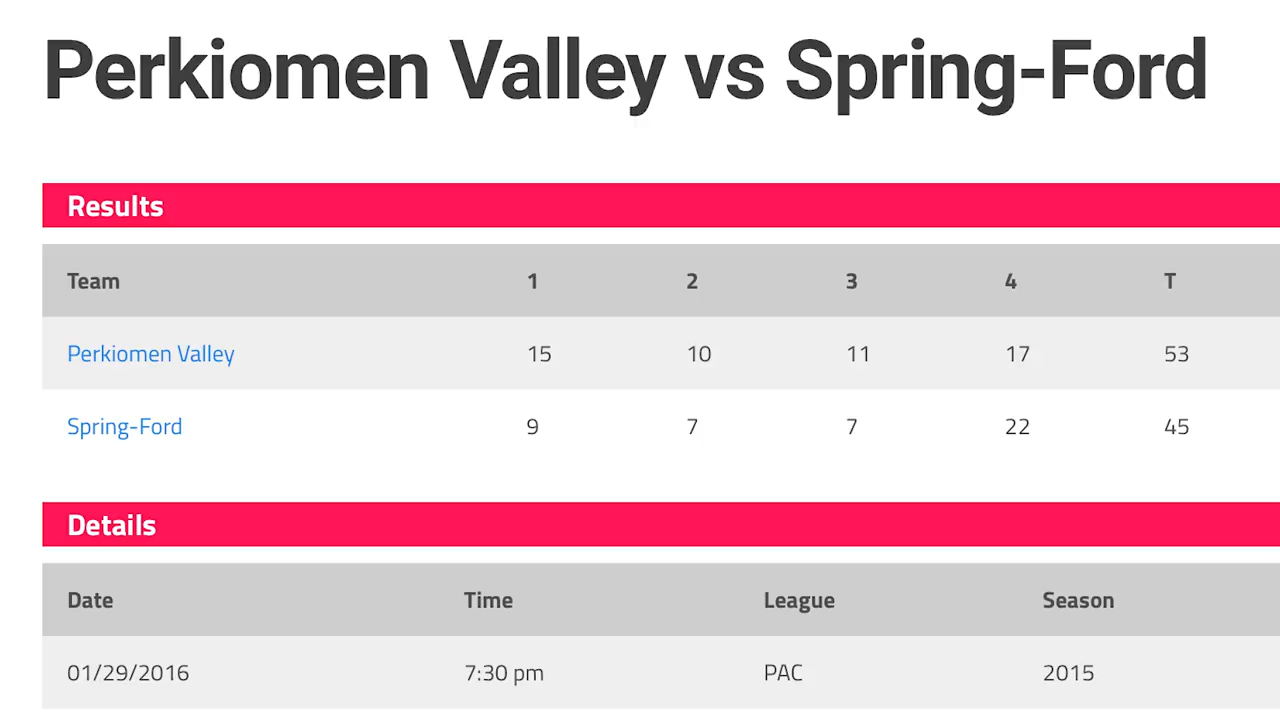 Perkiomen Valley vs Spring-Ford
Results
Team 1 2 3 4 T
Perkiomen Valley 15 10 11 17 53
Spring-Ford 9 7 7 22 45
Details
Date Time League Season
01/29/2016 7:30 pm PAC 2015